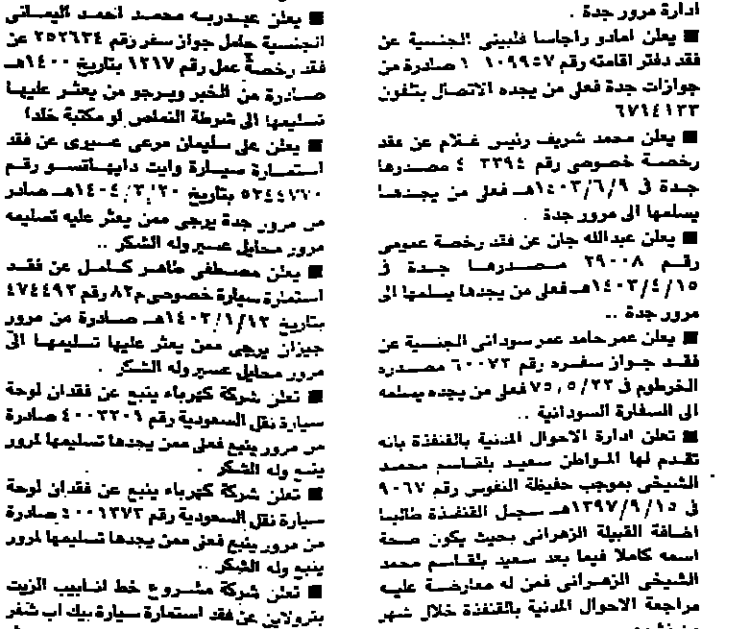 ادارة مرور جدة .
■ يعلن امادو راجاسا فلبيني الجنسية عن
فقد دفتر اقامته رقم ١٠٩٩٥٧ ١ صادرة من
جوازات جدة فعلى من يجده الاتصال بتلفون
٦٧١٤١٣٣
■ يعلن محمد شريف رئيس غلام عن فقد
رخصة خصوصي رقم ٢٣٩٤ ٤ مصدرها
جدة في ١٤٠٣/٦/٩هـ فعلى من يجدها
يسلمها الى مرور جدة .
■ يعلن عبدالله جان عن فقد رخصة عمومي
رقم ٢٩٠٠٨ مصدرها جدة في
١٤٠٣/٤/١٥هـ فعلى من يجدها يسلمها الى
مرور جدة ..
■ يعلن عمر حامد عمر سوداني الجنسية عن
فقد جواز سفره رقم ٦٠٠٧٣ مصدره
الخرطوم في ٧٥/٥/٢٣ فعلى من يجده يسلمه
الى السفارة السودانية ..
■ تعلن ادارة الاحوال المدنية بالقنفذة بانه
تقدم لها المواطن سعيد بلقاسم محمد
الشيخي بموجب حفيظة النفوس رقم ٩٠٦٧
في ١٣٩٧/٩/١٥هـ سجل القنفذة طالبا
اضافة القبيلة الزهراني بحيث يكون صحة
اسمه كاملا فيما بعد سعيد بلقاسم محمد
الشيخي الزهراني فمن له معارضة عليه
مراجعة الاحوال المدنية بالقنفذة خلال شهر
■ يعلن عبدربه محمد احمد اليماني
الجنسية حامل جواز سفر رقم ٢٥٢٦٣٤ عن
فقد رخصة عمل رقم ١٢١٧ بتاريخ ١٤٠٠هـ
صادرة من الخبر ويرجو من يعثر عليها
تسليمها الى شرطة النماص او مكتبة خلدا
■ يعلن علي سليمان مرعي عسيري عن فقد
استمارة سيارة وايت دايهاتسو رقم
بتاريخ صادر
من مرور جدة يرجى ممن يعثر عليه تسليمه
مرور محايل عسير وله الشكر ..
■ يعلن مصطفى طاهر كامل عن فقد
استمارة سيارة خصوصي م٨٢ رقم ٤٧٤٤٩٢
بتاريخ ١٤٠٢/١/١٢هـ صادرة من مرور
جيزان يرجى ممن يعثر عليها تسليمها الى
مرور محايل عسير وله الشكر .
■ تعلن شركة كهرباء ينبع عن فقدان لوحة
سيارة نقل السعودية رقم ٤٠٠٣٢٠٦ صادرة
من مرور ينبع فعلى ممن يجدها تسليمها لمرور
ينبع وله الشكر .
■ تعلن شركة كهرباء ينبع عن فقدان لوحة
سيارة نقل السعودية رقم ٤٠٠٦٣٧٣ صادرة
من مرور ينبع فعلى ممن يجدها تسليمها لمرور
ينبع وله الشكر ..
■ تعلن شركة مشروع خط انابيب الزيت
بترولاين عن فقد استمارة سيارة بيك اب شفر